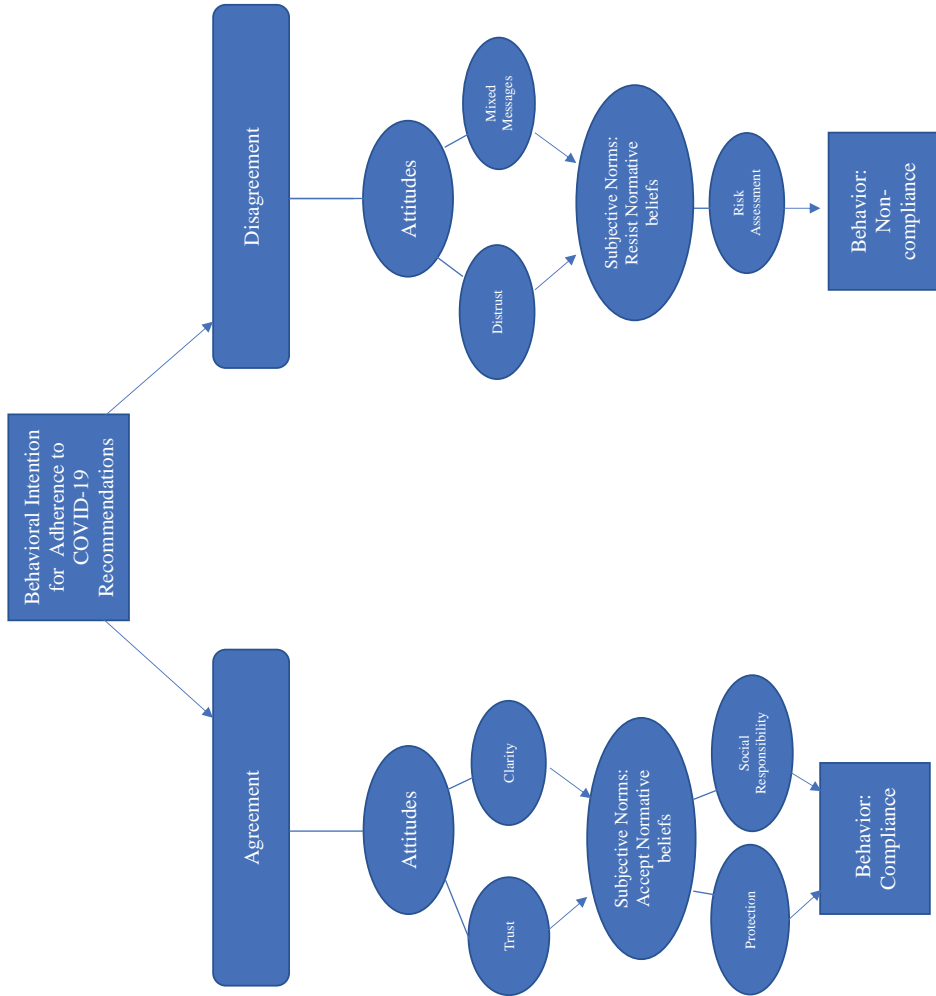 Behavioral Intention
for Adherence to
COVID-19
Recommendations
Agreement
Attitudes
Trust
Clarity
Subjective Norms:
Accept Normative
beliefs
Protection
Social
Responsibility
Behavior:
Compliance
Disagreement
Attitudes
Distrust
Mixed
Messages
Subjective Norms:
Resist Normative
beliefs
Risk
Assessment
Behavior:
Non-
compliance